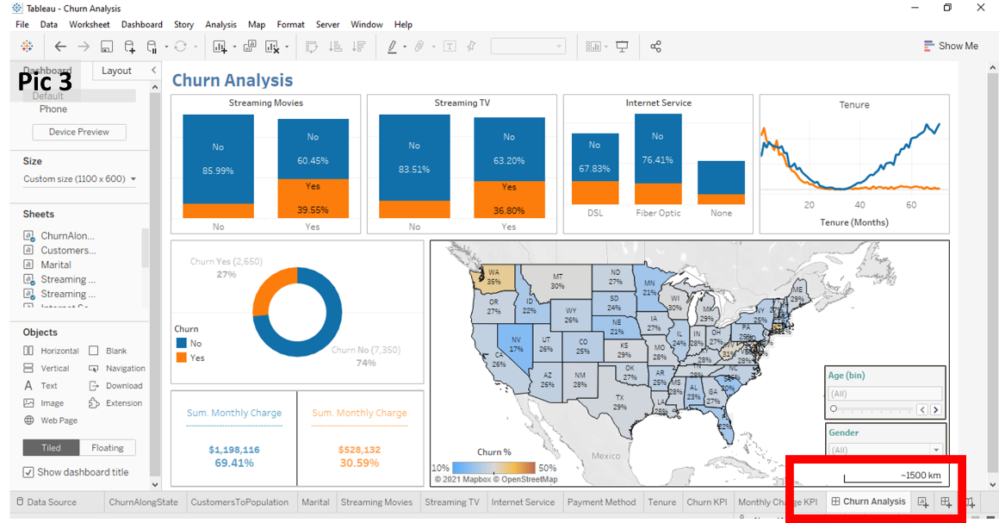 Tableau - Churn Analysis
File Data Worksheet Dashboard Story Analysis Map Format Server Window Help
Show Me
Dashboard Layout
Pic 3
Default
Phone
Device Preview
Size
Custom size (1100 x 600)
Sheets
ChurnAlon...
Customers...
Marital
Streaming ...
Streaming ...
Objects
Horizontal Blank
Vertical Navigation
Text Download
Image Extension
Web Page
Tiled Floating
Show dashboard title
Churn Analysis
Streaming Movies
No
85.99%
No
60.45%
Yes
39.55%
No Yes
Streaming TV
No
83.51%
No
63.20%
Yes
36.80%
No Yes
Internet Service
No
67.83%
No
76.41%
DSL Fiber Optic None
Tenure
20 40 60
Tenure (Months)
Churn Yes (2,650)
27%
Churn
No
Yes
Churn No (7,350)
74%
Sum. Monthly Charge
$1,198,116
69.41%
Sum. Monthly Charge
$528,132
30.59%
WA
35%
MT
30%
ND
27%
MN
21%
OR
27%
ID
22%
SD
24%
WI
30%
ME
29%
WY
26%
NE
21%
IA
27%
MK
29%
NY
25%
NV
17%
UT
26%
CO
25%
KS
29%
MO
28%
IL
24%
IN
28%
OH
27%
PA
CA
26%
AZ
26%
NM
28%
OK
27%
AR
25%
TX
29%
MS
28%
AL
23%
GA
27%
LA
28%
22%
Mexico
Churn %
10% 50%
© 2021 Mapbox © OpenStreetMap
Age (bin)
(All)
Gender
(All)
~1500 km
Data Source ChurnAlongState CustomersToPopulation Marital Streaming Movies Streaming TV Internet Service Payment Method Tenure Churn KPI Monthly Charge KPI Churn Analysis